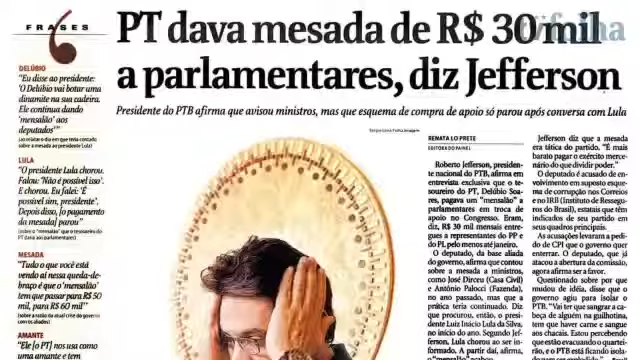 FRASES
6
DELÚBIO
"Eu disse ao presidente:
'O Delúbio vai botar uma
dinamite na sua cadeira.
Ele continua dando
'mensalão' aos
deputados'"
LULA
"O presidente Lula chorou.
Falou: 'Não é possível isso'.
E chorou. Eu falei: 'É
possível sim, presidente'.
Depois disso, [o pagamento
da mesada] parou"
MESADA
"Tudo o que você está
vendo aí nessa queda-de-
braço é que o 'mensalão'
tem que passar para R$ 50
mil, para R$ 60 mil"
AMANTE
"Ele [o PT] nos usa como
uma amante e tem
PT dava mesada de R$ 30 mil
a parlamentares, diz Jefferson
Presidente do PTB afirma que avisou ministros, mas que esquema de compra de apoio só parou após conversa com Lula
RENATA LO PRETE
EDITORA DO PAINEL
Roberto Jefferson, presiden-
te nacional do PTB, afirma em
entrevista exclusiva que o te-
soureiro do PT, Delúbio Soa-
res, pagava um "mensalão"
a parlamentares em troca de
apoio no Congresso. Eram,
diz, R$ 30 mil mensais entre-
gues a representantes do PP e
do PL pelo menos até janeiro.
O deputado, da base aliada
do governo, afirma que contou
sobre a mesada a ministros,
como José Dirceu (Casa Civil)
e Antônio Palocci (Fazenda),
no ano passado, mas que a
prática teria continuado. Diz
que procurou, então, o presi-
dente Luiz Inácio Lula da Silva,
no início do ano. Segundo Jef-
ferson, Lula chorou ao ser in-
formado. A partir daí, afirma,
o "mensalão" acabou.
Jefferson diz que a mesada
era tática do partido. "É mais
barato pagar o exército merce-
nário do que dividir poder."
O deputado é acusado de en-
volvimento em suposto esque-
ma de corrupção nos Correios
e no IRB (Instituto de Ressegu-
ros do Brasil), estatais que têm
indicados de seu partido em
seus quadros principais.
As acusações levaram a pedi-
do de CPI que o governo quer
enterrar. O deputado, que já
atacou a abertura da comissão,
agora afirma ser a favor.
Questionado sobre por que
mudou de idéia, disse que o
governo agiu para isolar o
PTB. "Vai ter que sangrar a ca-
beça de alguém na guilhotina,
tem que haver carne e sangue
aos chacais. Estou percebendo
que estão evacuando o quartei-
rão, e o PTB está ficando isola-